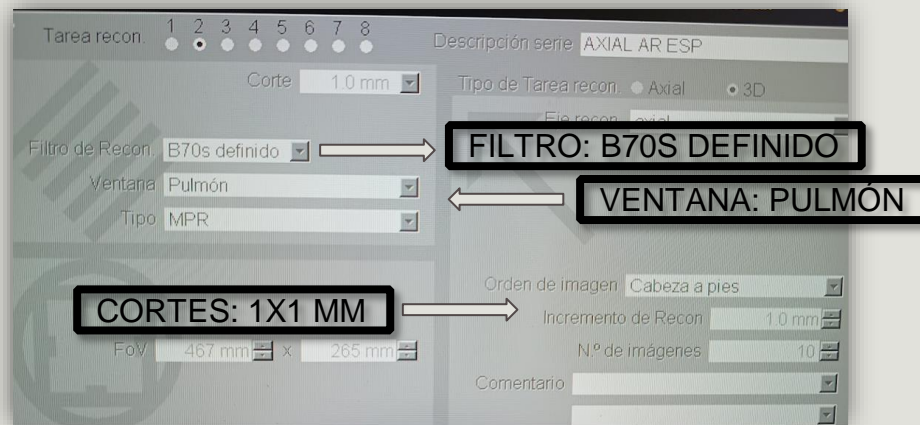 Tarea recon. 1 2 3 4 5 6 7 8
Descripción serie AXIAL AR ESP
Corte 1.0 mm
Tipo de Tarea recon. Axial 3D
Eje recon. axial
Filtro de Recon. B70s definido
FILTRO: B70S DEFINIDO
Ventana Pulmón
VENTANA: PULMÓN
Tipo MPR
Orden de imagen Cabeza a pies
CORTES: 1X1 MM
Incremento de Recon 1.0 mm
FoV 467 mm x 265 mm
N.º de imágenes 10
Comentario